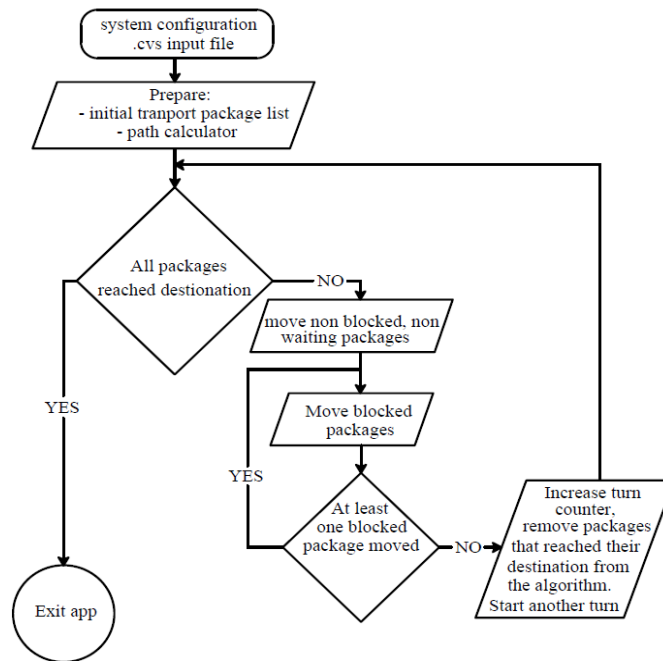 system configuration
.cvs input file
Prepare:
- initial tranport package list
- path calculator
All packages
reached destionation
NO
move non blocked, non
waiting packages
YES
Move blocked
packages
YES
At least
one blocked
package moved
NO
Increase turn
counter,
remove packages
that reached their
destination from
the algorithm.
Start another turn
Exit app